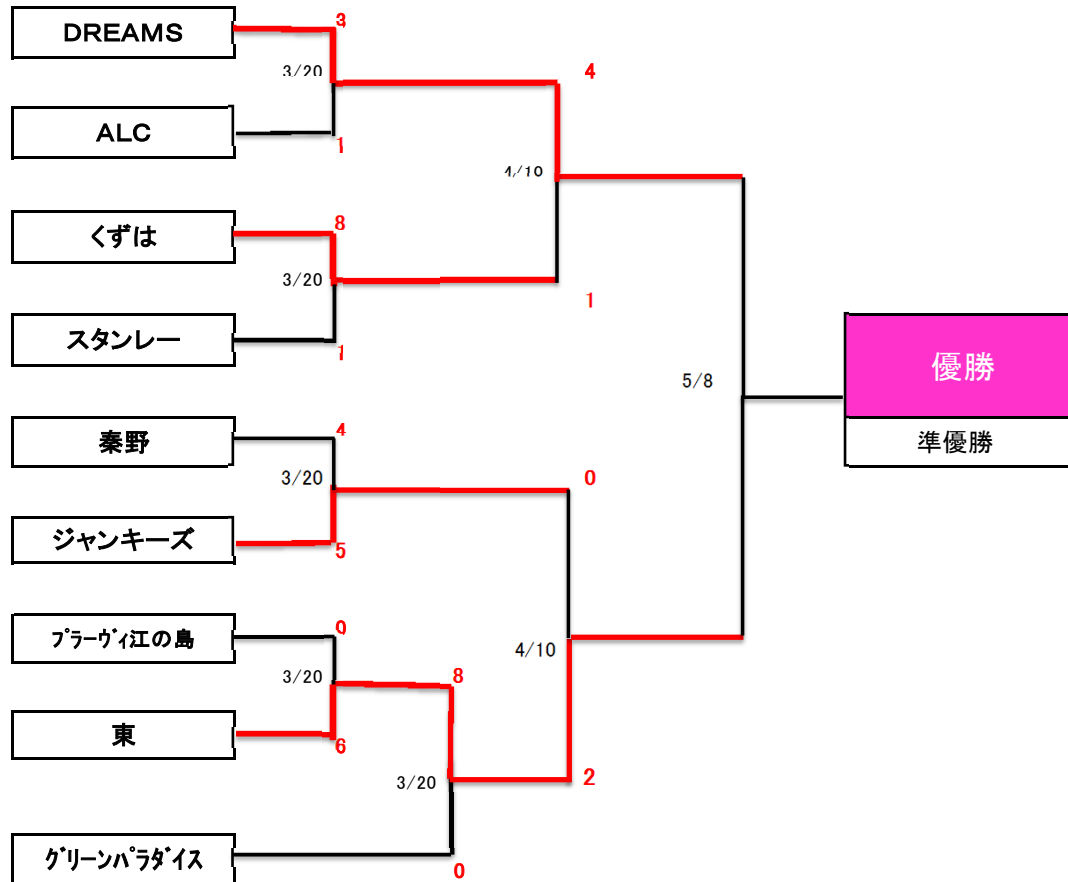 DREAMS
3
3/20
4
ALC
1
4/10
くずは
8
3/20
1
スタンレー
1
優勝
5/8
準優勝
秦野
4
3/20
0
ジャンキーズ
5
ﾌﾟﾗｰｳﾞｨ江の島
0
3/20
8
4/10
東
6
3/20
2
ｸﾞﾘｰﾝﾊﾟﾗﾀﾞｲｽ
0